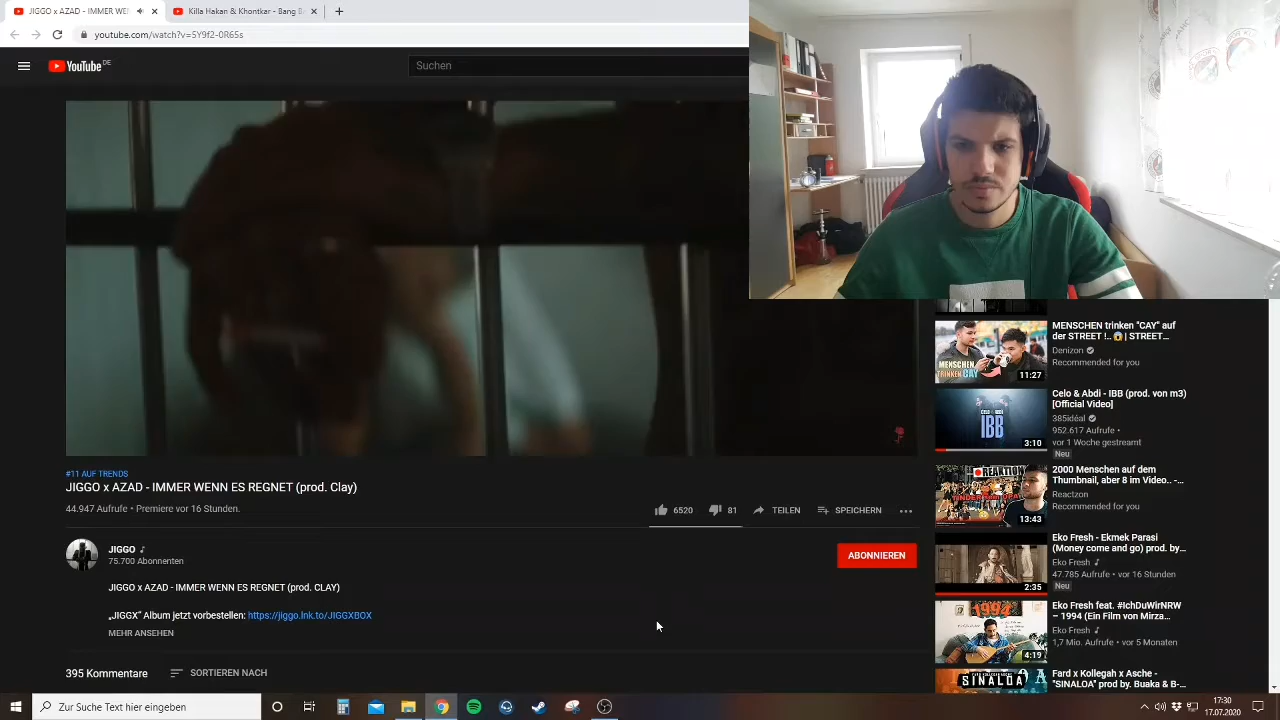 JIGGO x AZAD - IMMER WEN
Killa Hakan & Khontkar - Bang B
youtube.com/watch?v=5Y9f2-0R65s
YouTube DE
Suchen
#11 AUF TRENDS
JIGGO x AZAD - IMMER WENN ES REGNET (prod. Clay)
44.947 Aufrufe • Premiere vor 16 Stunden.
6520
81
TEILEN
SPEICHERN
JIGGO
75.700 Abonnenten
ABONNIEREN
JIGGO x AZAD - IMMER WENN ES REGNET (prod. CLAY)
„JIGGX" Album jetzt vorbestellen: https://jiggo.lnk.to/JIGGXBOX
MEHR ANSEHEN
395 Kommentare
SORTIEREN NACH
MENSCHEN
TRINKEN CAY
11:27
MENSCHEN trinken "CAY" auf
der STREET !.. | STREET...
Denizon
Recommended for you
CELO & ABDI
IBB
3:10
Celo & Abdi - IBB (prod. von m3)
[Official Video]
385idéal
952.617 Aufrufe •
vor 1 Woche gestreamt
Neu
REAKTION
13:43
2000 Menschen auf dem
Thumbnail, aber 8 im Video.. -...
Reactzon
Recommended for you
2:35
Eko Fresh - Ekmek Parasi
(Money come and go) prod. by...
Eko Fresh
47.785 Aufrufe • vor 16 Stunden
Neu
1994
4:19
Eko Fresh feat. #IchDuWirNRW
– 1994 (Ein Film von Mirza...
Eko Fresh
1,7 Mio. Aufrufe • vor 5 Monaten
SINALOA
Fard x Kollegah x Asche -
"SINALOA" prod by. Buaka & B-...
Zur Suche Text hier eingeben
17:30
17.07.2020